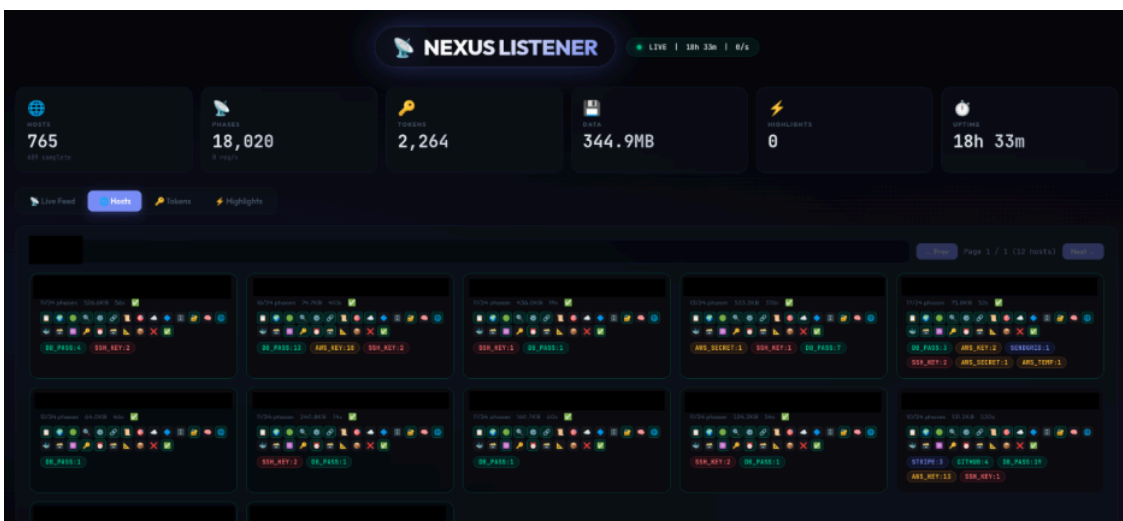 NEXUS LISTENER
LIVE | 18h 33m | 0/s
HOSTS
765
PHASES
18,020
TOKENS
2,264
DATA
344.9MB
HIGHLIGHTS
0
UPTIME
18h 33m
Live Feed
Hosts
Tokens
Highlights
Prev
Page 1 / 1 (12 hosts)
Next
DB_PASS:4 SSH_KEY:2
DB_PASS:13 AWS_KEY:10 SSH_KEY:2
SSH_KEY:1 DB_PASS:1
AWS_SECRET:1 SSH_KEY:1 DB_PASS:7
DB_PASS:3 AWS_KEY:2 SENDGRID:1
SSH_KEY:2 AWS_SECRET:1 AWS_TEMP:1
DB_PASS:1
SSH_KEY:2 DB_PASS:1
DB_PASS:1
SSH_KEY:2 DB_PASS:1
STRIPE:3 GITHUB:4 DB_PASS:19
AWS_KEY:13 SSH_KEY:1